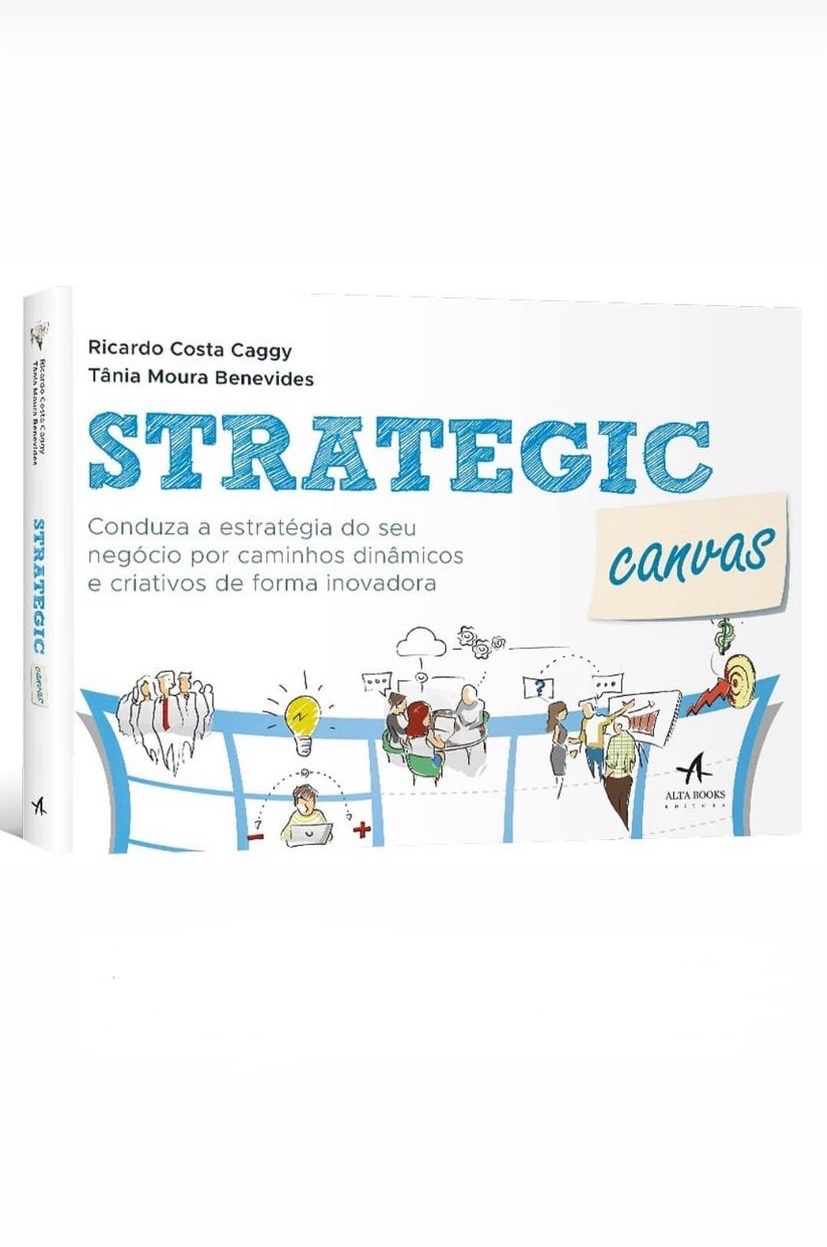 Ricardo Costa Caggy
Tânia Moura Benevides
STRATEGIC
canvas
Conduza a estratégia do seu
negócio por caminhos dinâmicos
e criativos de forma inovadora
?
ALTA BOOKS
EDITORA
Ricardo Costa Caggy
Tânia Moura Benevides
STRATEGIC
canvas